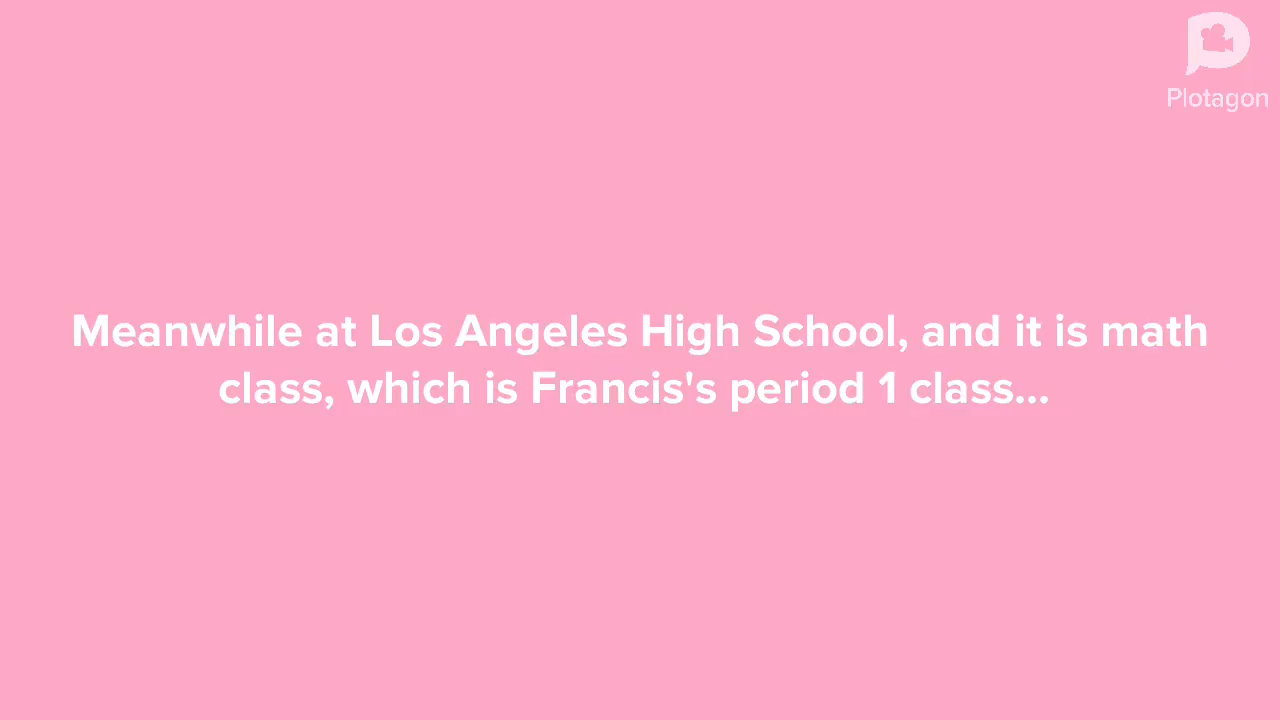 Plotagon
Meanwhile at Los Angeles High School, and it is math
class, which is Francis's period 1 class...